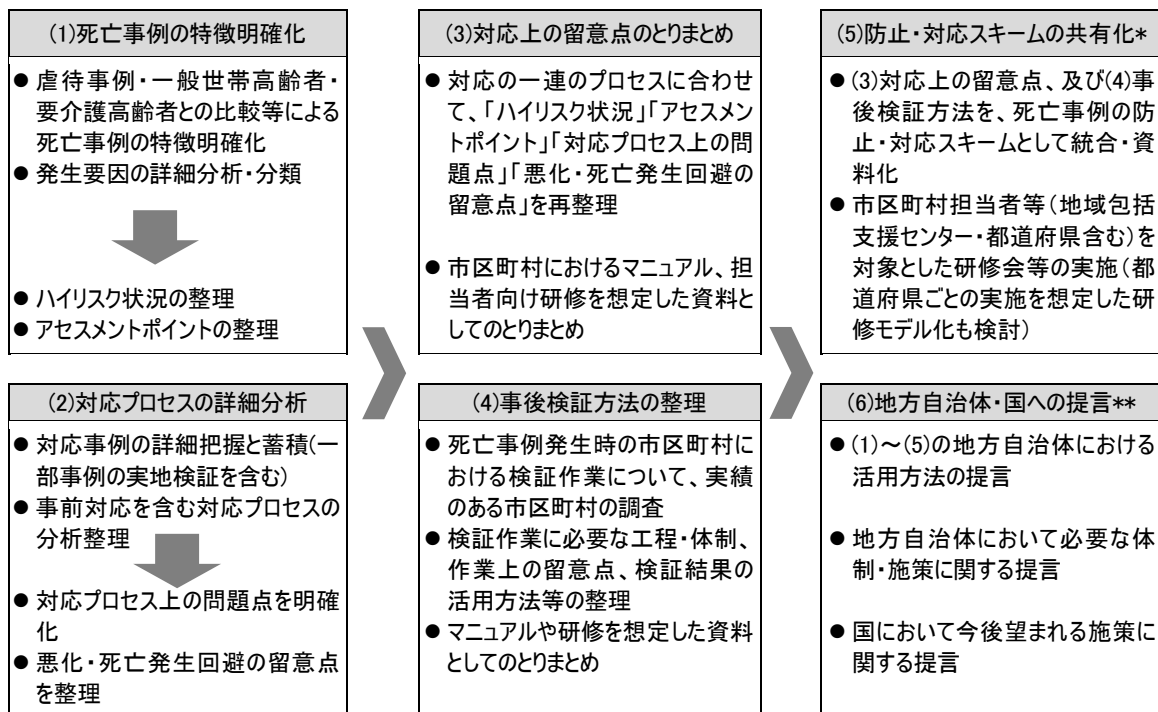 (1)死亡事例の特徴明確化
● 虐待事例・一般世帯高齢者・
要介護高齢者との比較等による
死亡事例の特徴明確化
● 発生要因の詳細分析・分類
● ハイリスク状況の整理
● アセスメントポイントの整理
(2)対応プロセスの詳細分析
● 対応事例の詳細把握と蓄積(一
部事例の実地検証を含む)
● 事前対応を含む対応プロセスの
分析整理
● 対応プロセス上の問題点を明確
化
● 悪化・死亡発生回避の留意点
を整理
(3)対応上の留意点のとりまとめ
● 対応の一連のプロセスに合わせ
て、「ハイリスク状況」「アセスメン
トポイント」「対応プロセス上の問
題点」「悪化・死亡発生回避の
留意点」を再整理
● 市区町村におけるマニュアル、担
当者向け研修を想定した資料と
してのとりまとめ
(4)事後検証方法の整理
● 死亡事例発生時の市区町村に
おける検証作業について、実績
のある市区町村の調査
● 検証作業に必要な工程・体制、
作業上の留意点、検証結果の
活用方法等の整理
● マニュアルや研修を想定した資料
としてのとりまとめ
(5)防止・対応スキームの共有化*
● (3)対応上の留意点、及び(4)事
後検証方法を、死亡事例の防
止・対応スキームとして統合・資
料化
● 市区町村担当者等(地域包括
支援センター・都道府県含む)を
対象とした研修会等の実施(都
道府県ごとの実施を想定した研
修モデル化も検討)
(6)地方自治体・国への提言**
● (1)～(5)の地方自治体における
活用方法の提言
● 地方自治体において必要な体
制・施策に関する提言
● 国において今後望まれる施策に
関する提言